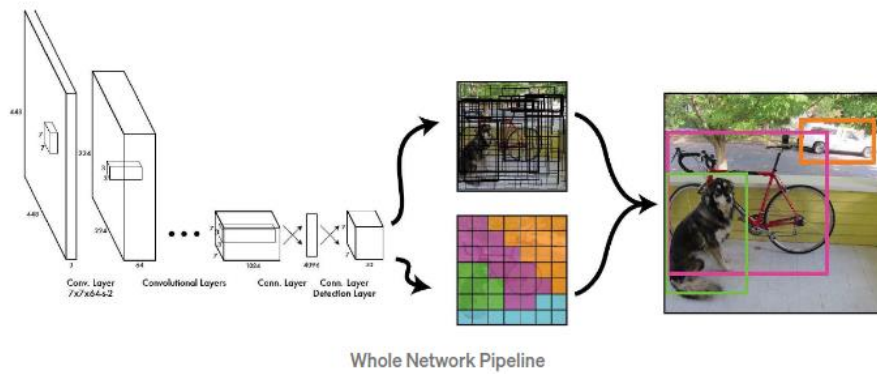 448
7
7
448
3
Conv. Layer
7x7x64-s-2
224
3
3
224
64
Convolutional Layers
7
7
1024
Conn. Layer
4096
Conn. Layer
Detection Layer
7
7
Whole Network Pipeline